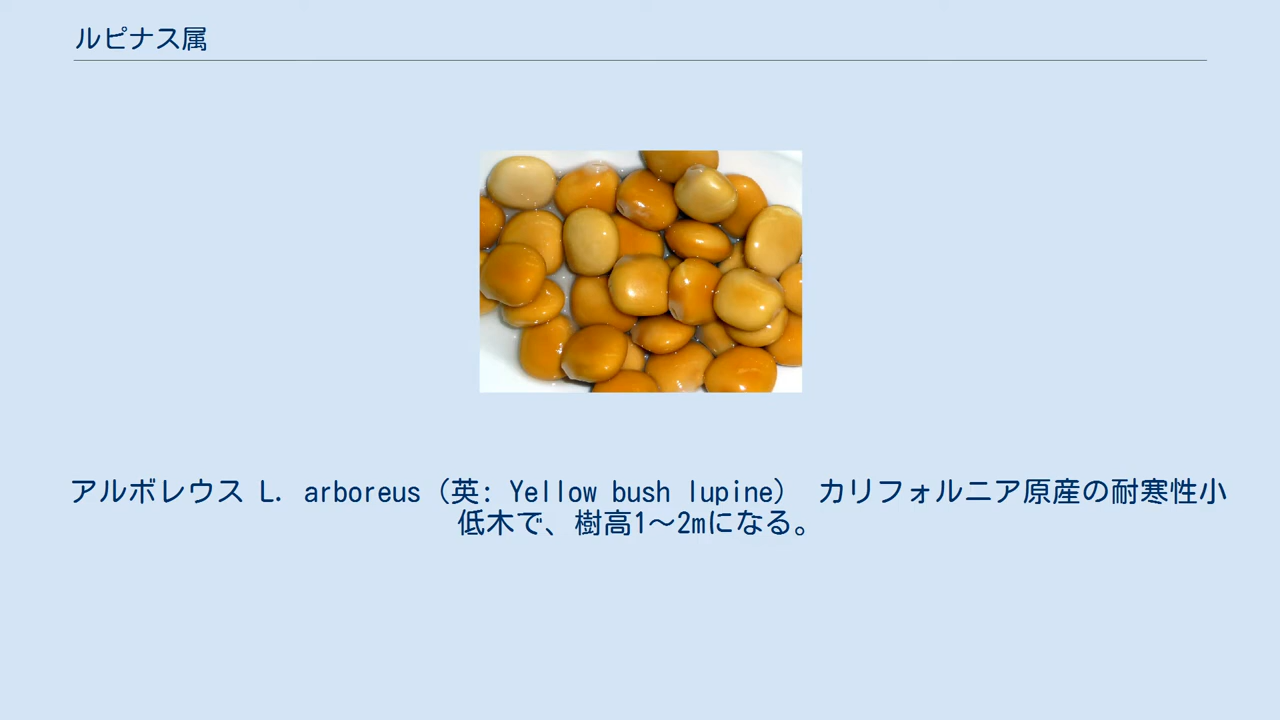 ルピナス属
アルボレウス L. arboreus（英: Yellow bush lupine） カリフォルニア原産の耐寒性小
低木で、樹高1～2mになる。